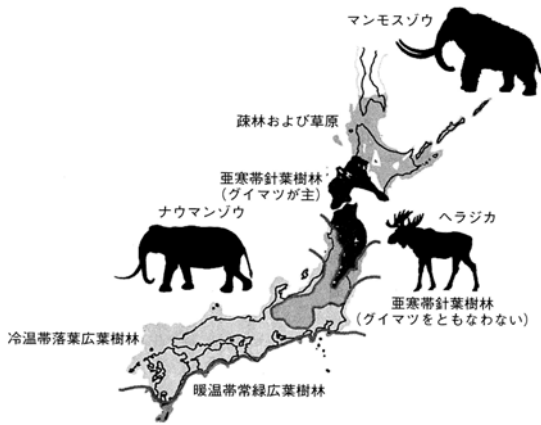 マンモスゾウ
疎林および草原
亜寒帯針葉樹林
(グイマツが主)
ナウマンゾウ
ヘラジカ
亜寒帯針葉樹林
(グイマツをともなわない)
冷温帯落葉広葉樹林
暖温帯常緑広葉樹林